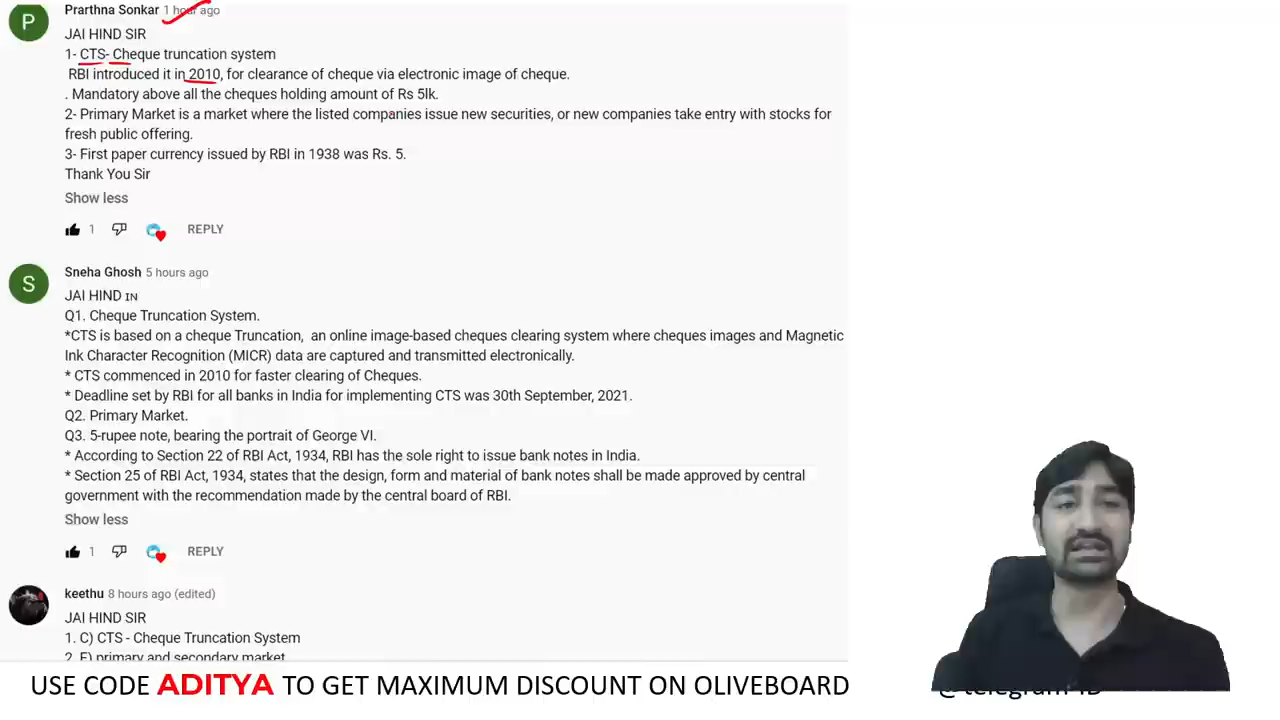 P
Prarthna Sonkar 1 hour ago
JAI HIND SIR
1- CTS- Cheque truncation system
RBI introduced it in 2010, for clearance of cheque via electronic image of cheque.
. Mandatory above all the cheques holding amount of Rs 5lk.
2- Primary Market is a market where the listed companies issue new securities, or new companies take entry with stocks for
fresh public offering.
3- First paper currency issued by RBI in 1938 was Rs. 5.
Thank You Sir
Show less
1 REPLY
S
Sneha Ghosh 5 hours ago
JAI HIND IN
Q1. Cheque Truncation System.
*CTS is based on a cheque Truncation, an online image-based cheques clearing system where cheques images and Magnetic
Ink Character Recognition (MICR) data are captured and transmitted electronically.
* CTS commenced in 2010 for faster clearing of Cheques.
* Deadline set by RBI for all banks in India for implementing CTS was 30th September, 2021.
Q2. Primary Market.
Q3. 5-rupee note, bearing the portrait of George VI.
* According to Section 22 of RBI Act, 1934, RBI has the sole right to issue bank notes in India.
* Section 25 of RBI Act, 1934, states that the design, form and material of bank notes shall be made approved by central
government with the recommendation made by the central board of RBI.
Show less
1 REPLY
keethu 8 hours ago (edited)
JAI HIND SIR
1. C) CTS - Cheque Truncation System
2. E) primary and secondary market
USE CODE ADITYA TO GET MAXIMUM DISCOUNT ON OLIVEBOARD